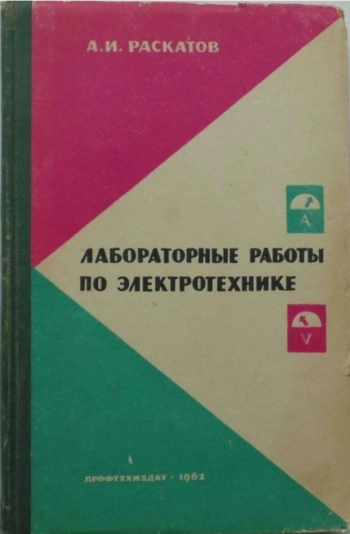 А.И. РАСКАТОВ
А
ЛАБОРАТОРНЫЕ РАБОТЫ
ПО ЭЛЕКТРОТЕХНИКЕ
V
ПРОФТЕХИЗДАТ · 1962